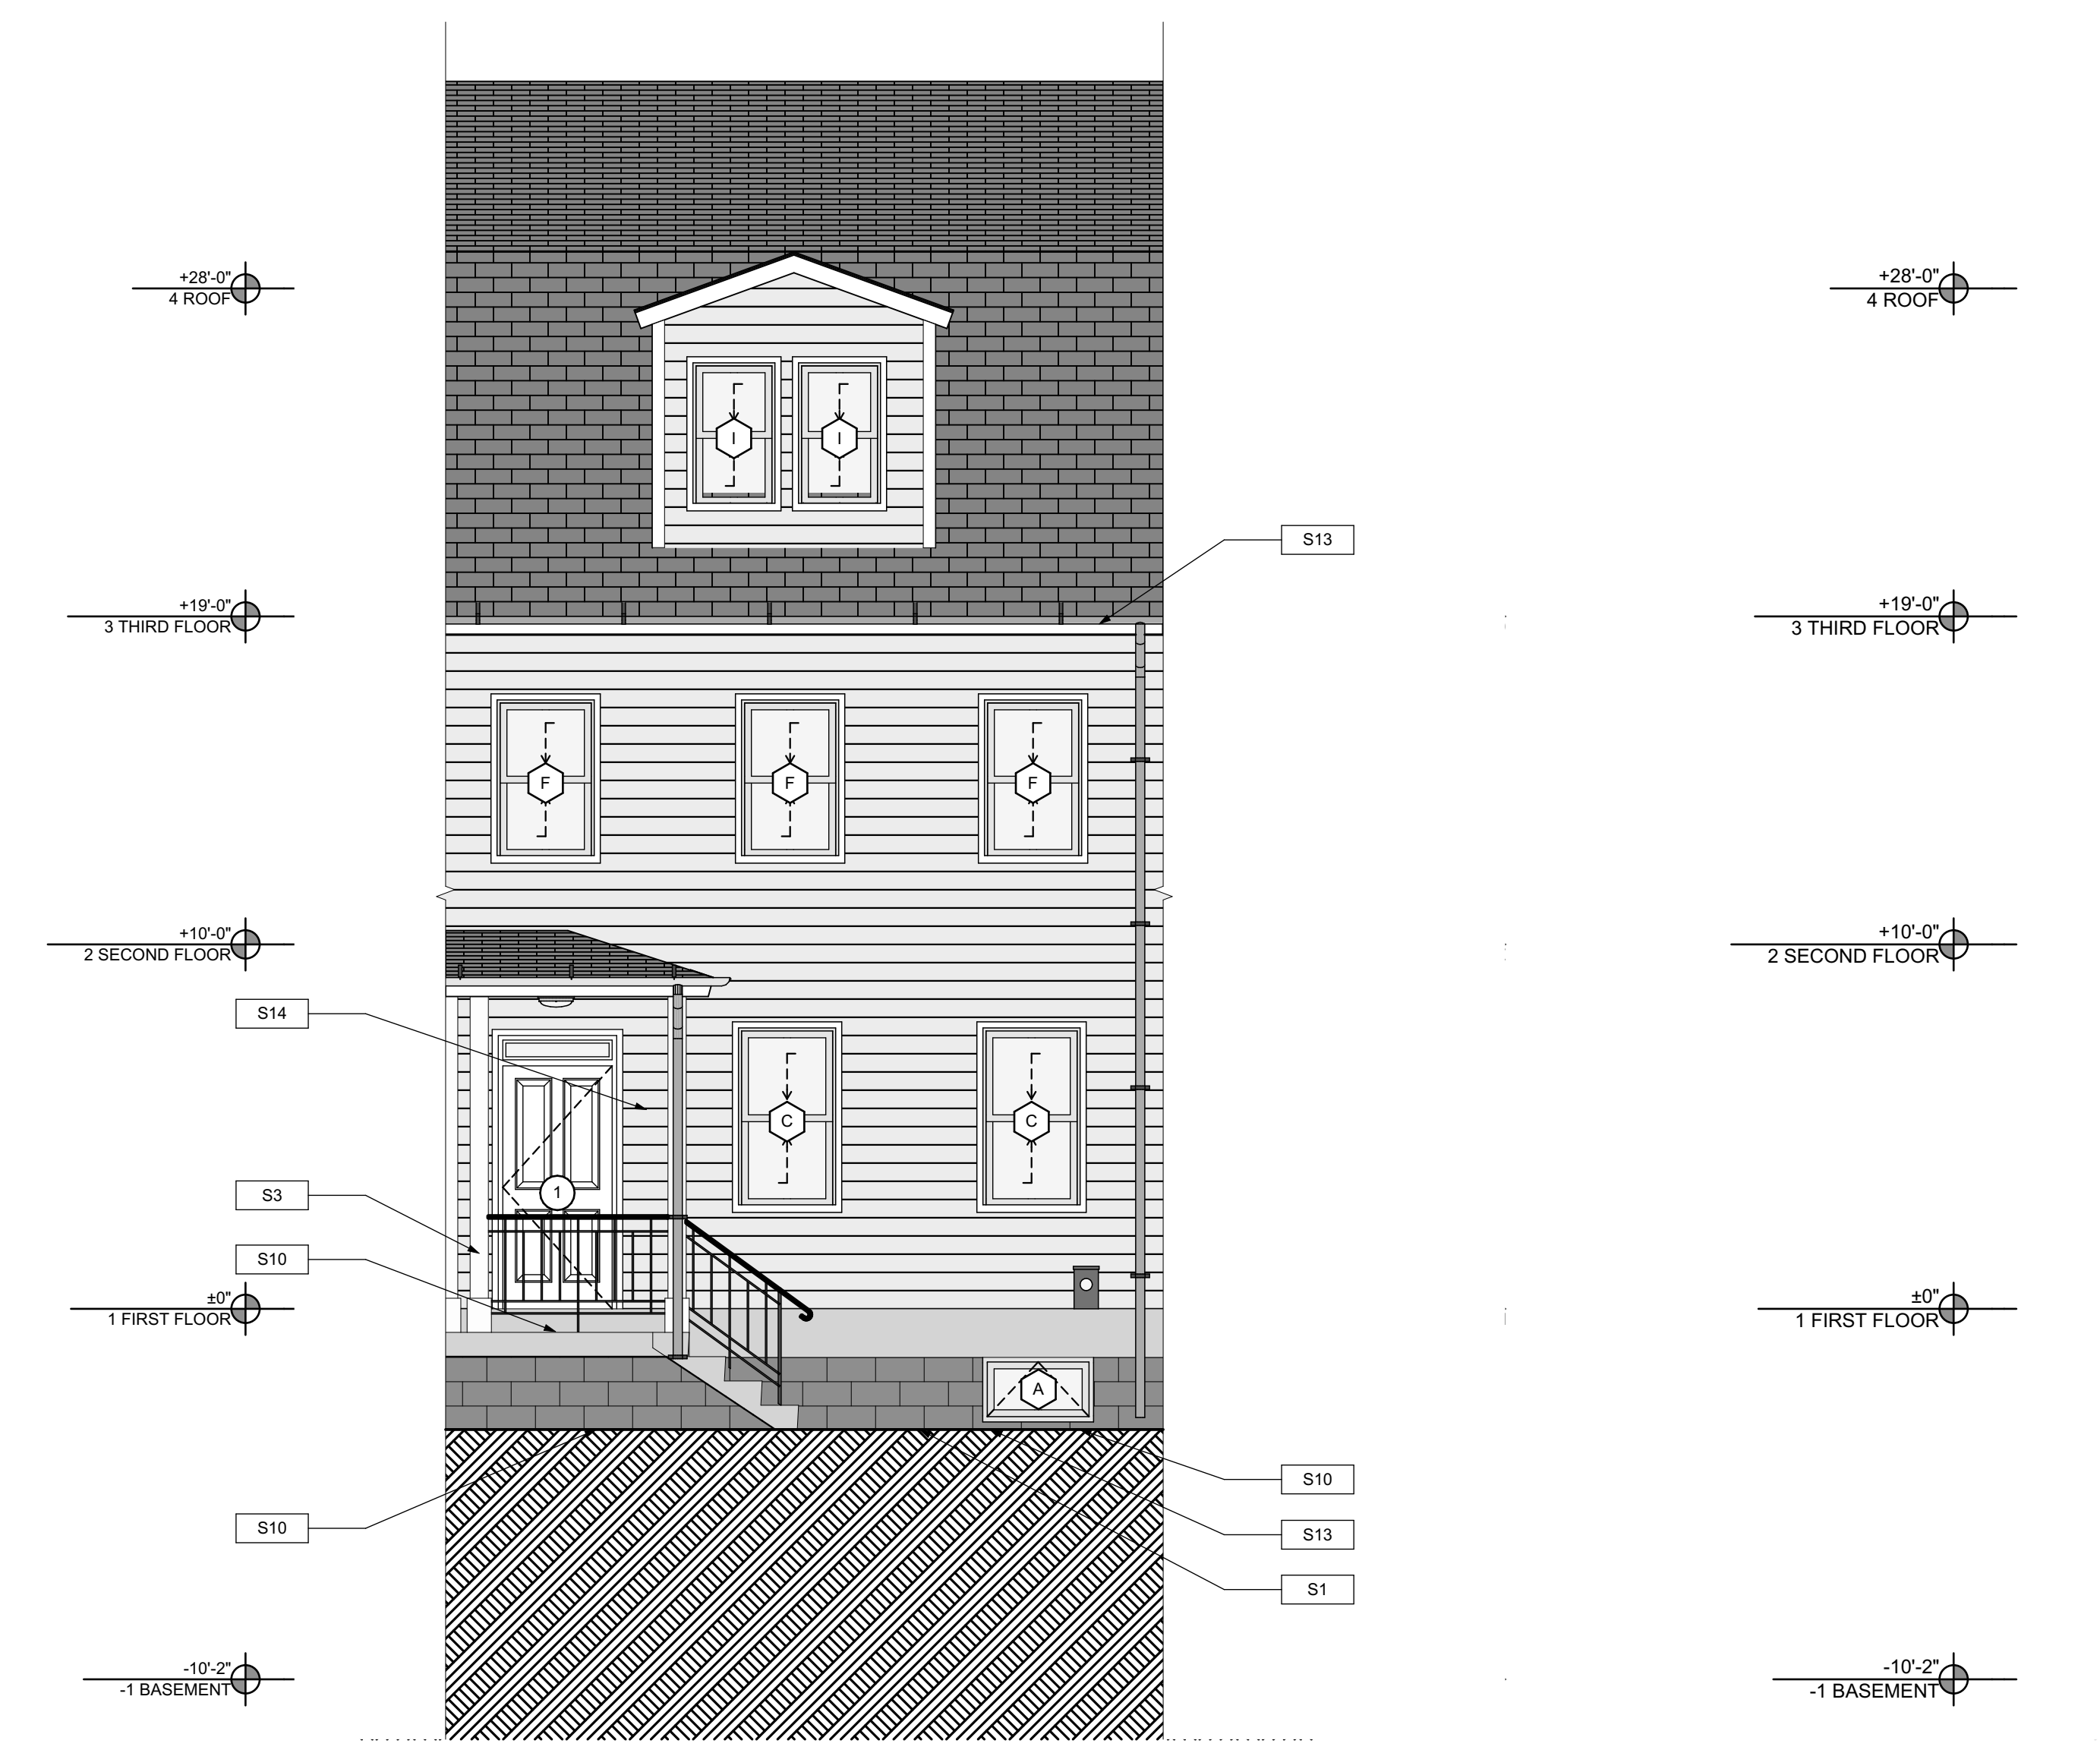 +28'-0"
4 ROOF
+28'-0"
4 ROOF
I
I
S13
+19'-0"
3 THIRD FLOOR
+19'-0"
3 THIRD FLOOR
F
F
F
+10'-0"
2 SECOND FLOOR
+10'-0"
2 SECOND FLOOR
S14
C
C
S3
1
S10
±0"
1 FIRST FLOOR
±0"
1 FIRST FLOOR
A
S10
S10
S13
S1
-10'-2"
-1 BASEMENT
-10'-2"
-1 BASEMENT